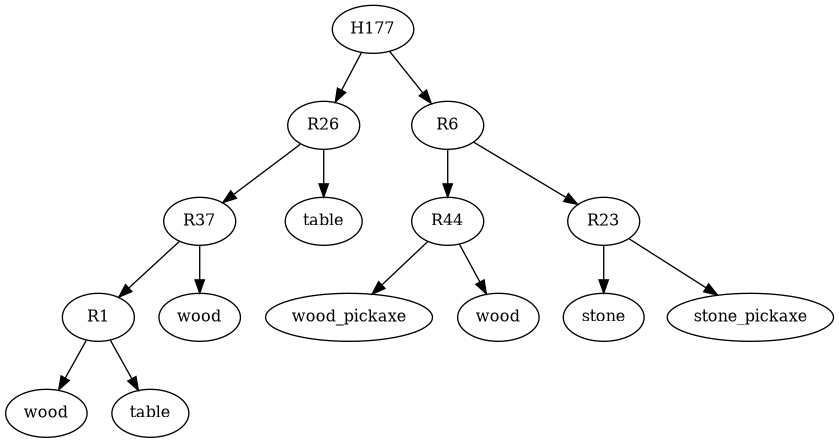 H177
R26
R6
R37
table
R44
R23
R1
wood
wood_pickaxe
wood
stone
stone_pickaxe
wood
table